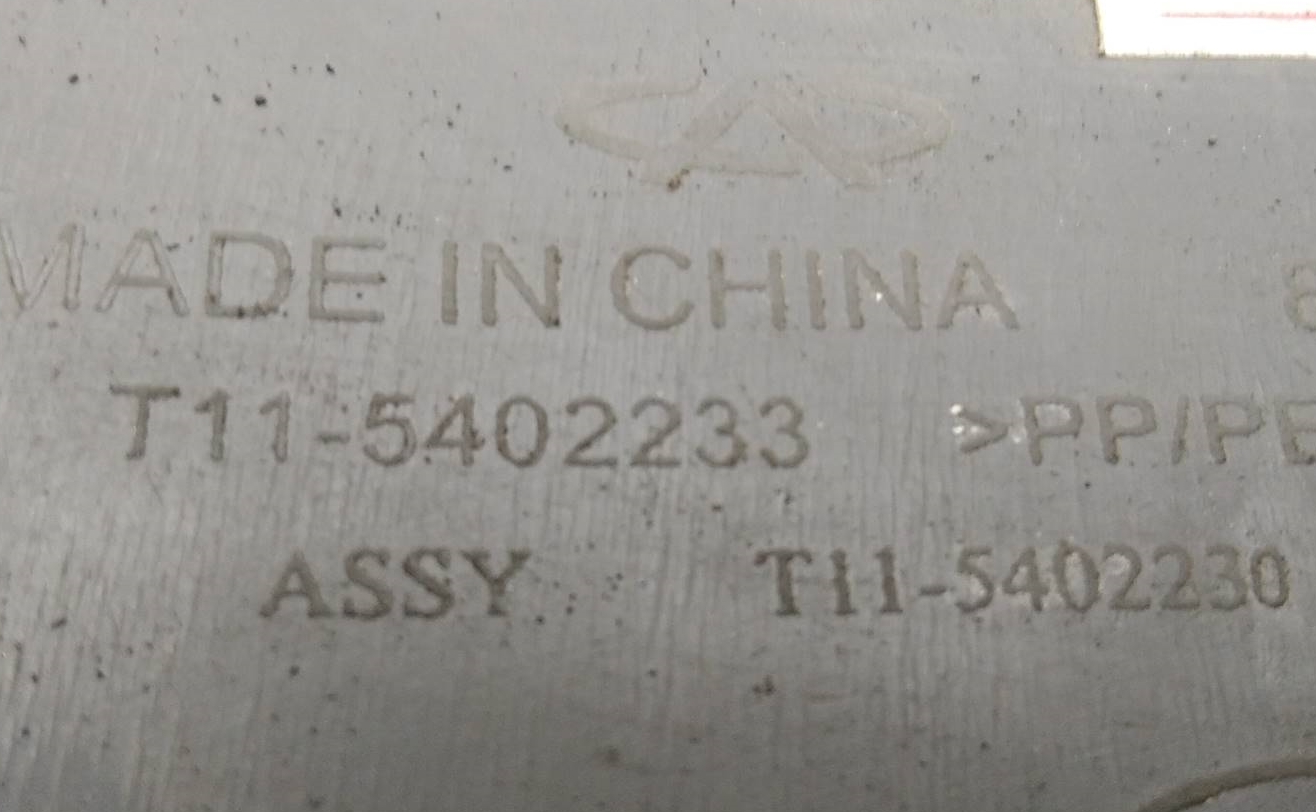 MADE IN CHINA
T11-5402233 >PP/PE
ASSY T11-5402230